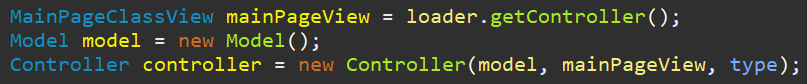 MainPageClassView mainPageView = loader.getController();
Model model = new Model();
Controller controller = new Controller(model, mainPageView, type);